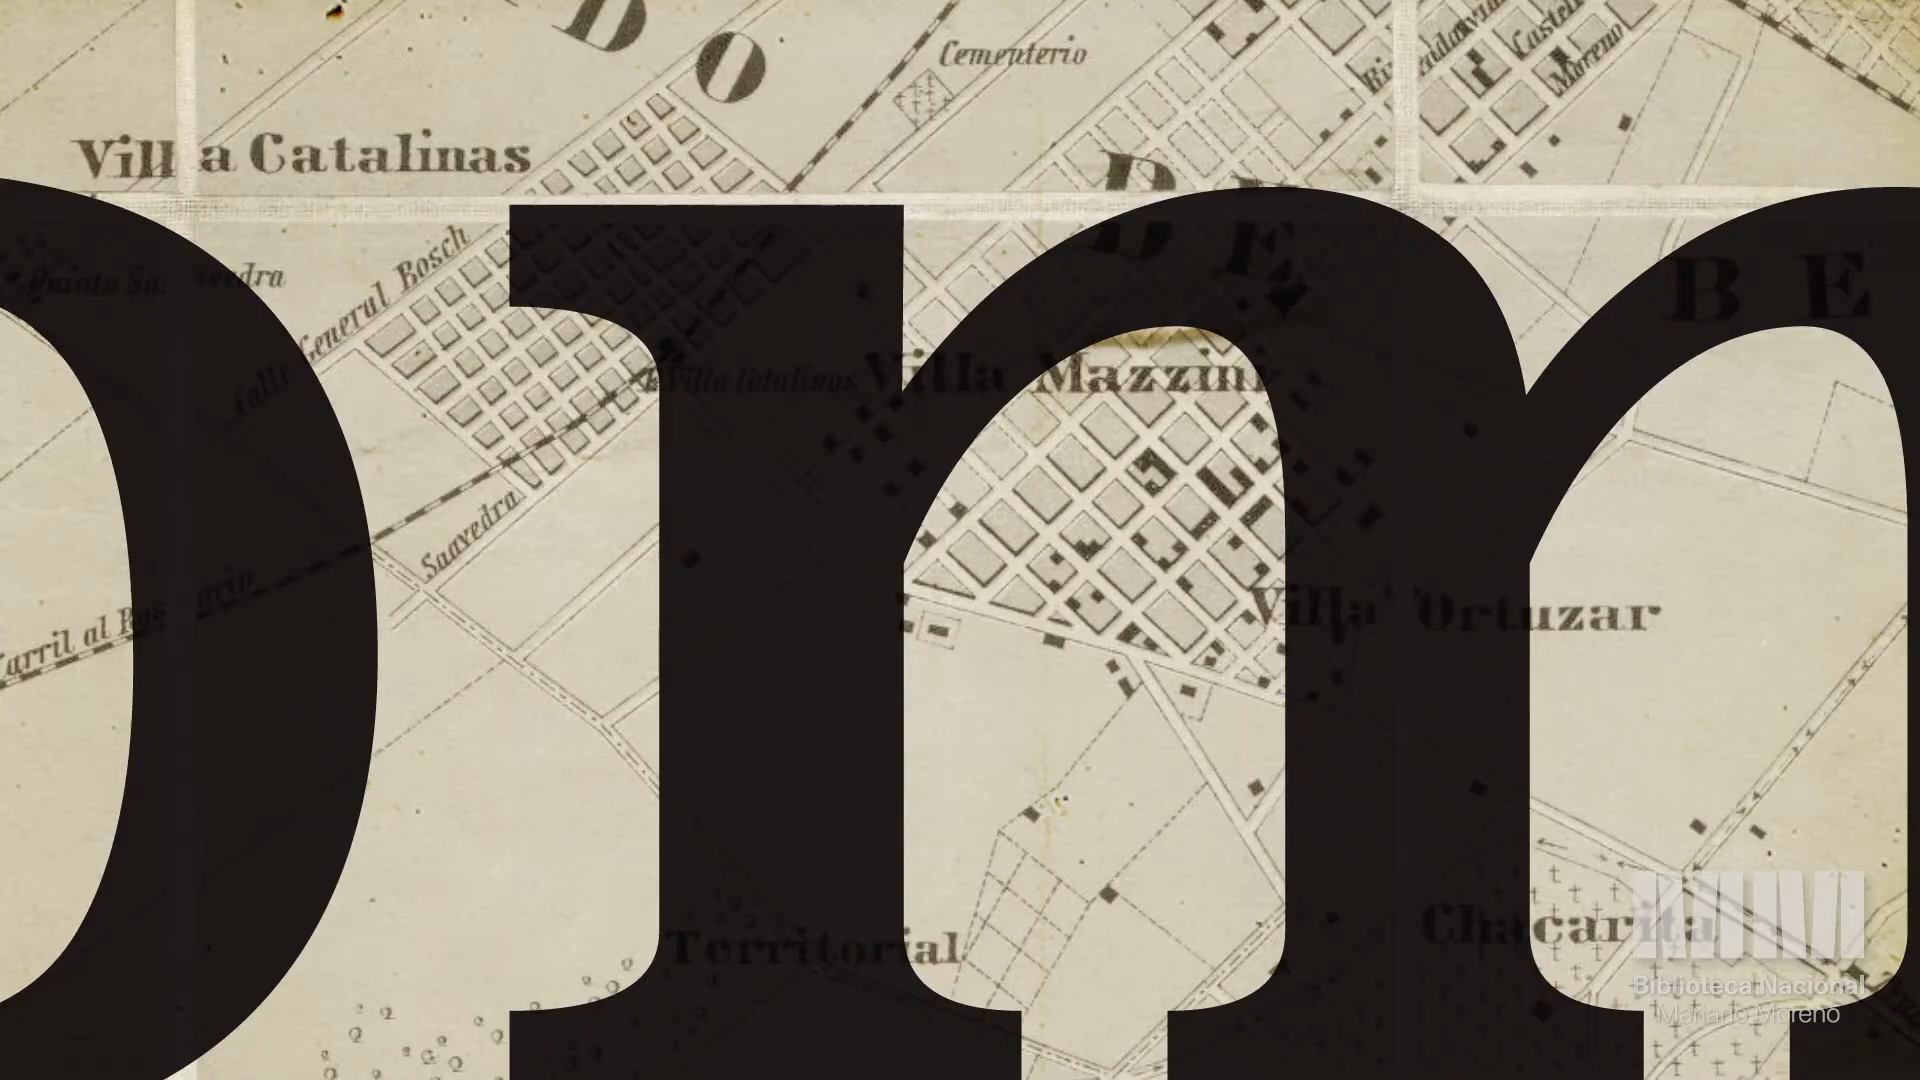 D O
Cementerio
Castelli
Moreno
Villa Catalinas
D
D E
B E
Quinta Saavedra
Calle General Bosch
Villa Catalinas
Villa Mazzini
Saavedra
Carril al Rosario
Villa Ortuzar
Territorial
Chacarita
om
Biblioteca Nacional
Mariano Moreno